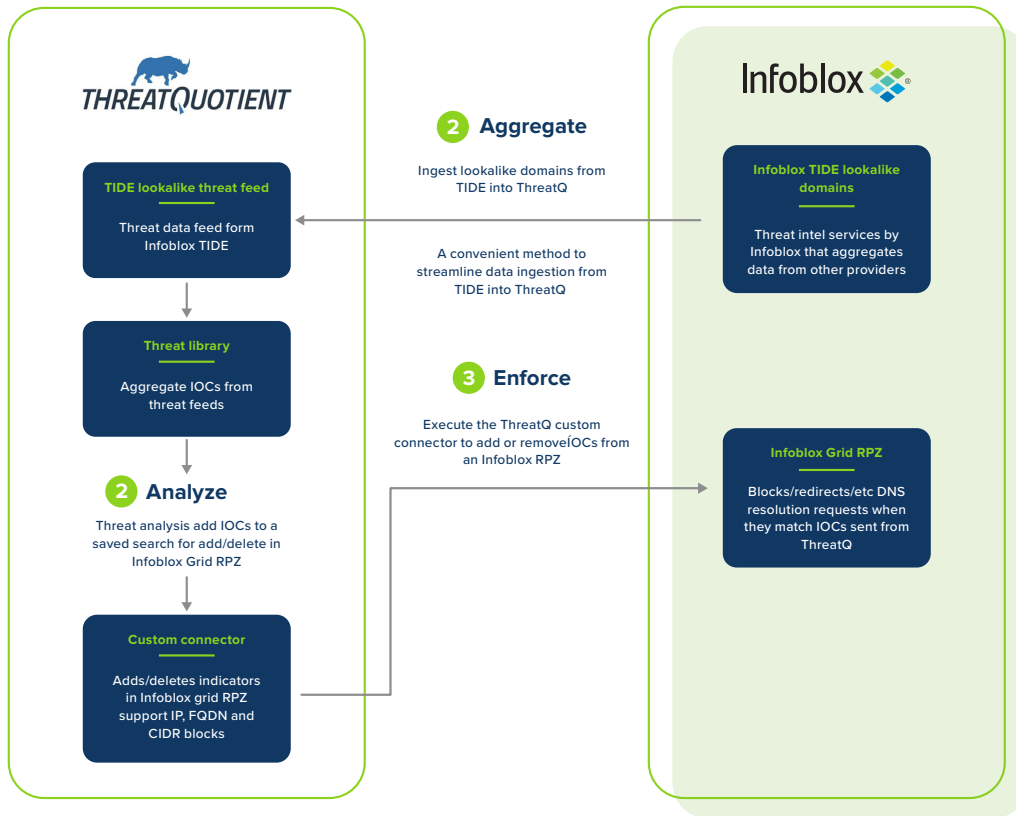 THREATQUOTIENT
TIDE lookalike threat feed
Threat data feed form
Infoblox TIDE
Threat library
Aggregate IOCs from
threat feeds
2 Analyze
Threat analysis add IOCs to a
saved search for add/delete in
Infoblox Grid RPZ
Custom connector
Adds/deletes indicators
in Infoblox grid RPZ
support IP, FQDN and
CIDR blocks
2 Aggregate
Ingest lookalike domains from
TIDE into ThreatQ
A convenient method to
streamline data ingestion from
TIDE into ThreatQ
3 Enforce
Execute the ThreatQ custom
connector to add or removeÍOCs from
an Infoblox RPZ
Infoblox ®
Infoblox TIDE lookalike
domains
Threat intel services by
Infoblox that aggregates
data from other providers
Infoblox Grid RPZ
Blocks/redirects/etc DNS
resolution requests when
they match IOCs sent from
ThreatQ